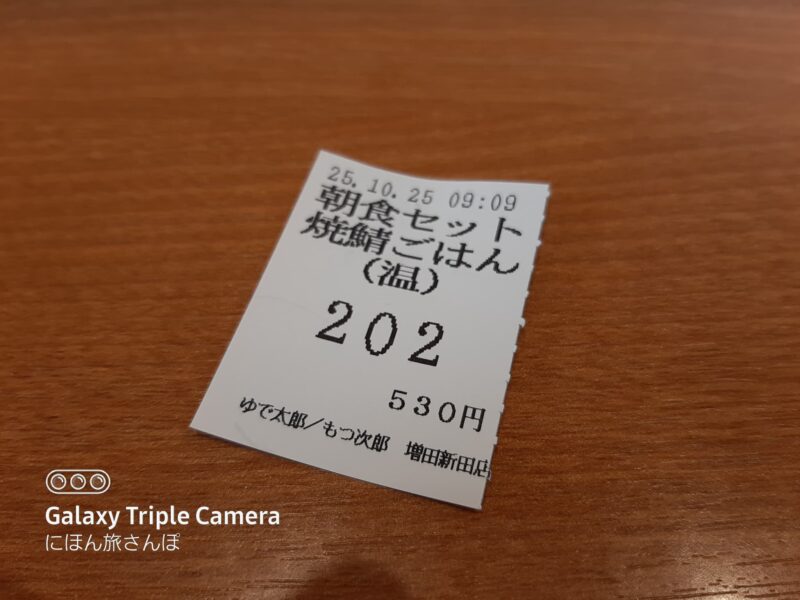 25.10.25 09:09
朝食セット
焼鯖ごはん
(温)
202
530円
ゆで太郎／もつ次郎 増田新田店
Galaxy Triple Camera
にほん旅さんぽ